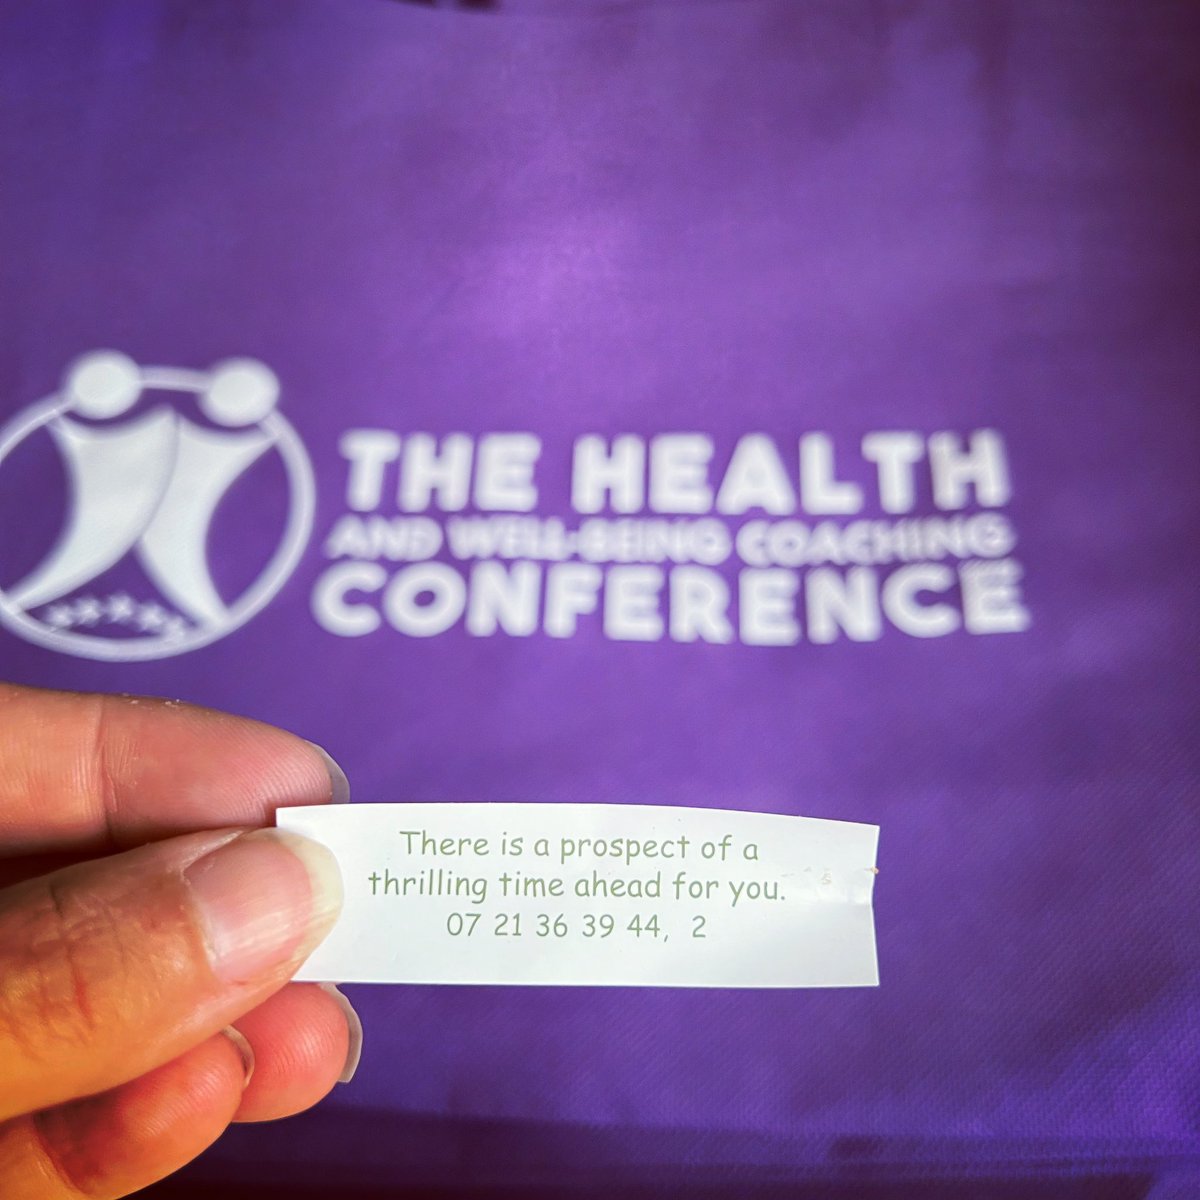 THE HEALTH
AND WELL-BEING COACHING
CONFERENCE
There is a prospect of a
thrilling time ahead for you.
07 21 36 39 44, 2